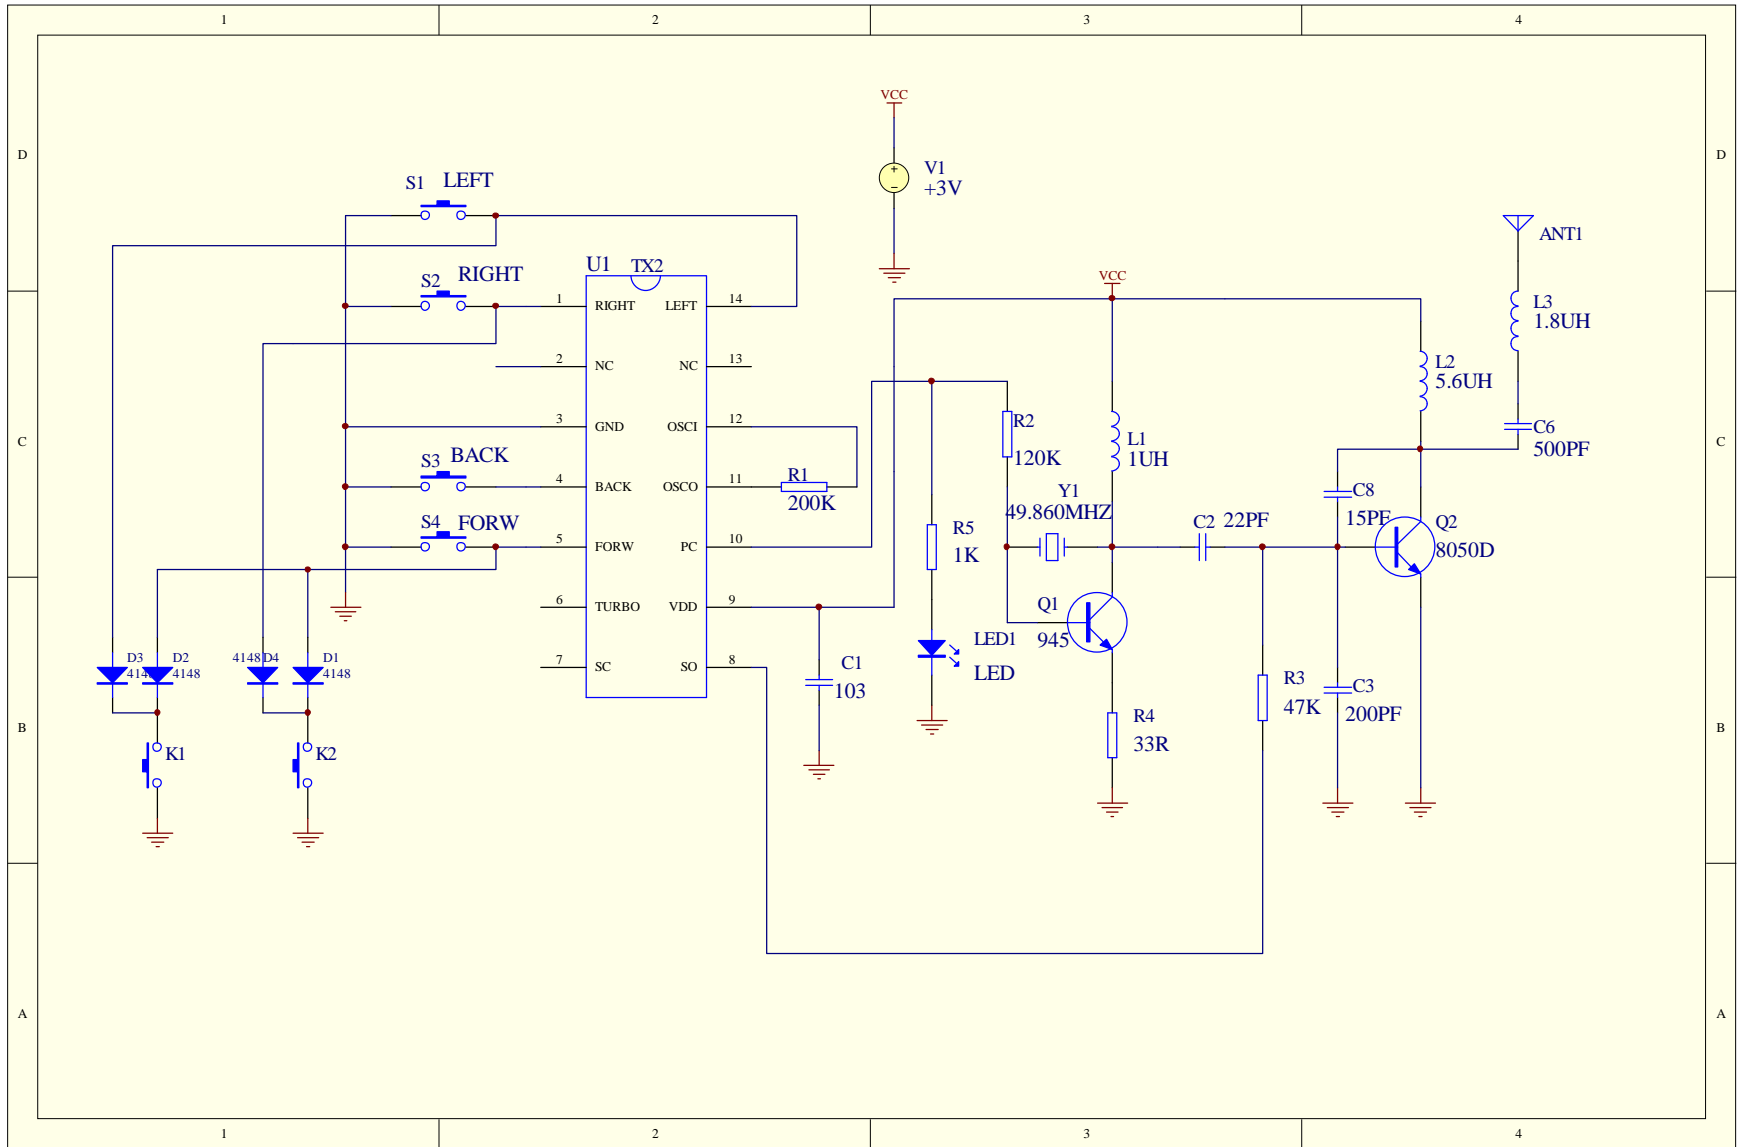 1 2 3 4
VCC
D D
V1
+3V
S1 LEFT
ANT1
U1 TX2
S2 RIGHT
VCC
1 RIGHT LEFT 14
L3
1.8UH
2 NC NC 13
L2
5.6UH
3 GND OSCI 12
R2
120K
L1
1UH
C6
500PF
C C
S3 BACK
4 BACK OSCO 11
R1
200K
Y1
49.860MHZ
C8
15PF
S4 FORW
5 FORW PC 10
R5
1K
C2 22PF
Q2
8050D
6 TURBO VDD 9
Q1
945
7 SC SO 8
C1
103
LED1
LED
D3
4148
D2
4148
4148 D4
D1
4148
R3
47K
C3
200PF
R4
33R
B B
K1 K2
A A
1 2 3 4